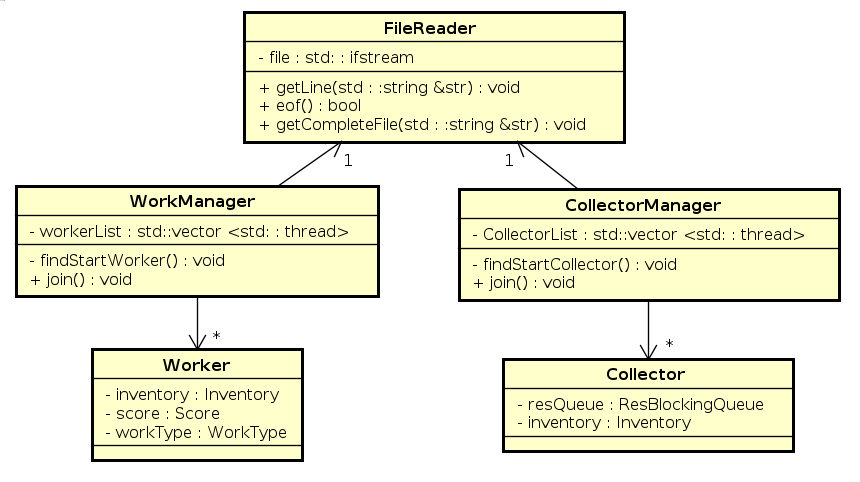 FileReader
- file : std: : ifstream
+ getLine(std : :string &str) : void
+ eof() : bool
+ getCompleteFile(std : :string &str) : void
1
1
WorkManager
- workerList : std::vector <std: : thread>
- findStartWorker() : void
+ join() : void
CollectorManager
- CollectorList : std::vector <std: : thread>
- findStartCollector() : void
+ join() : void
*
*
Worker
- inventory : Inventory
- score : Score
- workType : WorkType
Collector
- resQueue : ResBlockingQueue
- inventory : Inventory